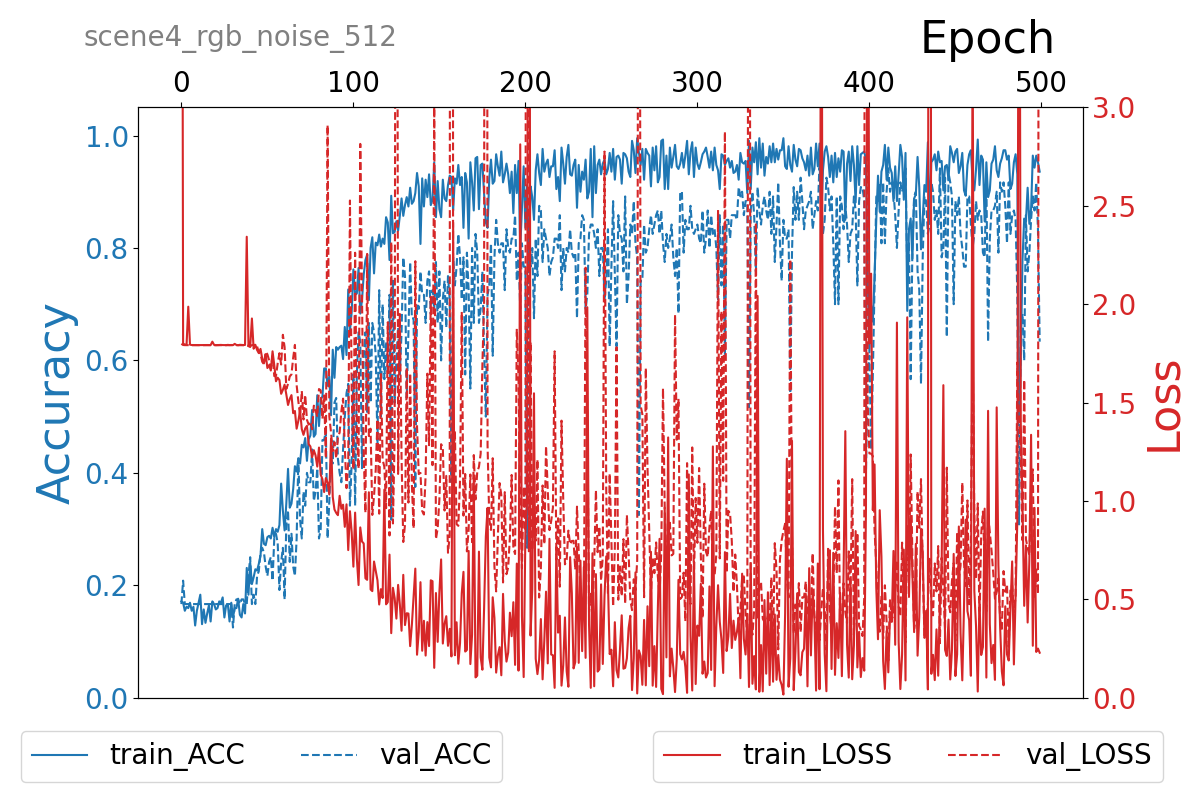 scene4_rgb_noise_512
Epoch
0 100 200 300 400 500
1.0 0.8 0.6 0.4 0.2 0.0
Accuracy
3.0 2.5 2.0 1.5 1.0 0.5 0.0
Loss
train_ACC val_ACC
train_LOSS val_LOSS